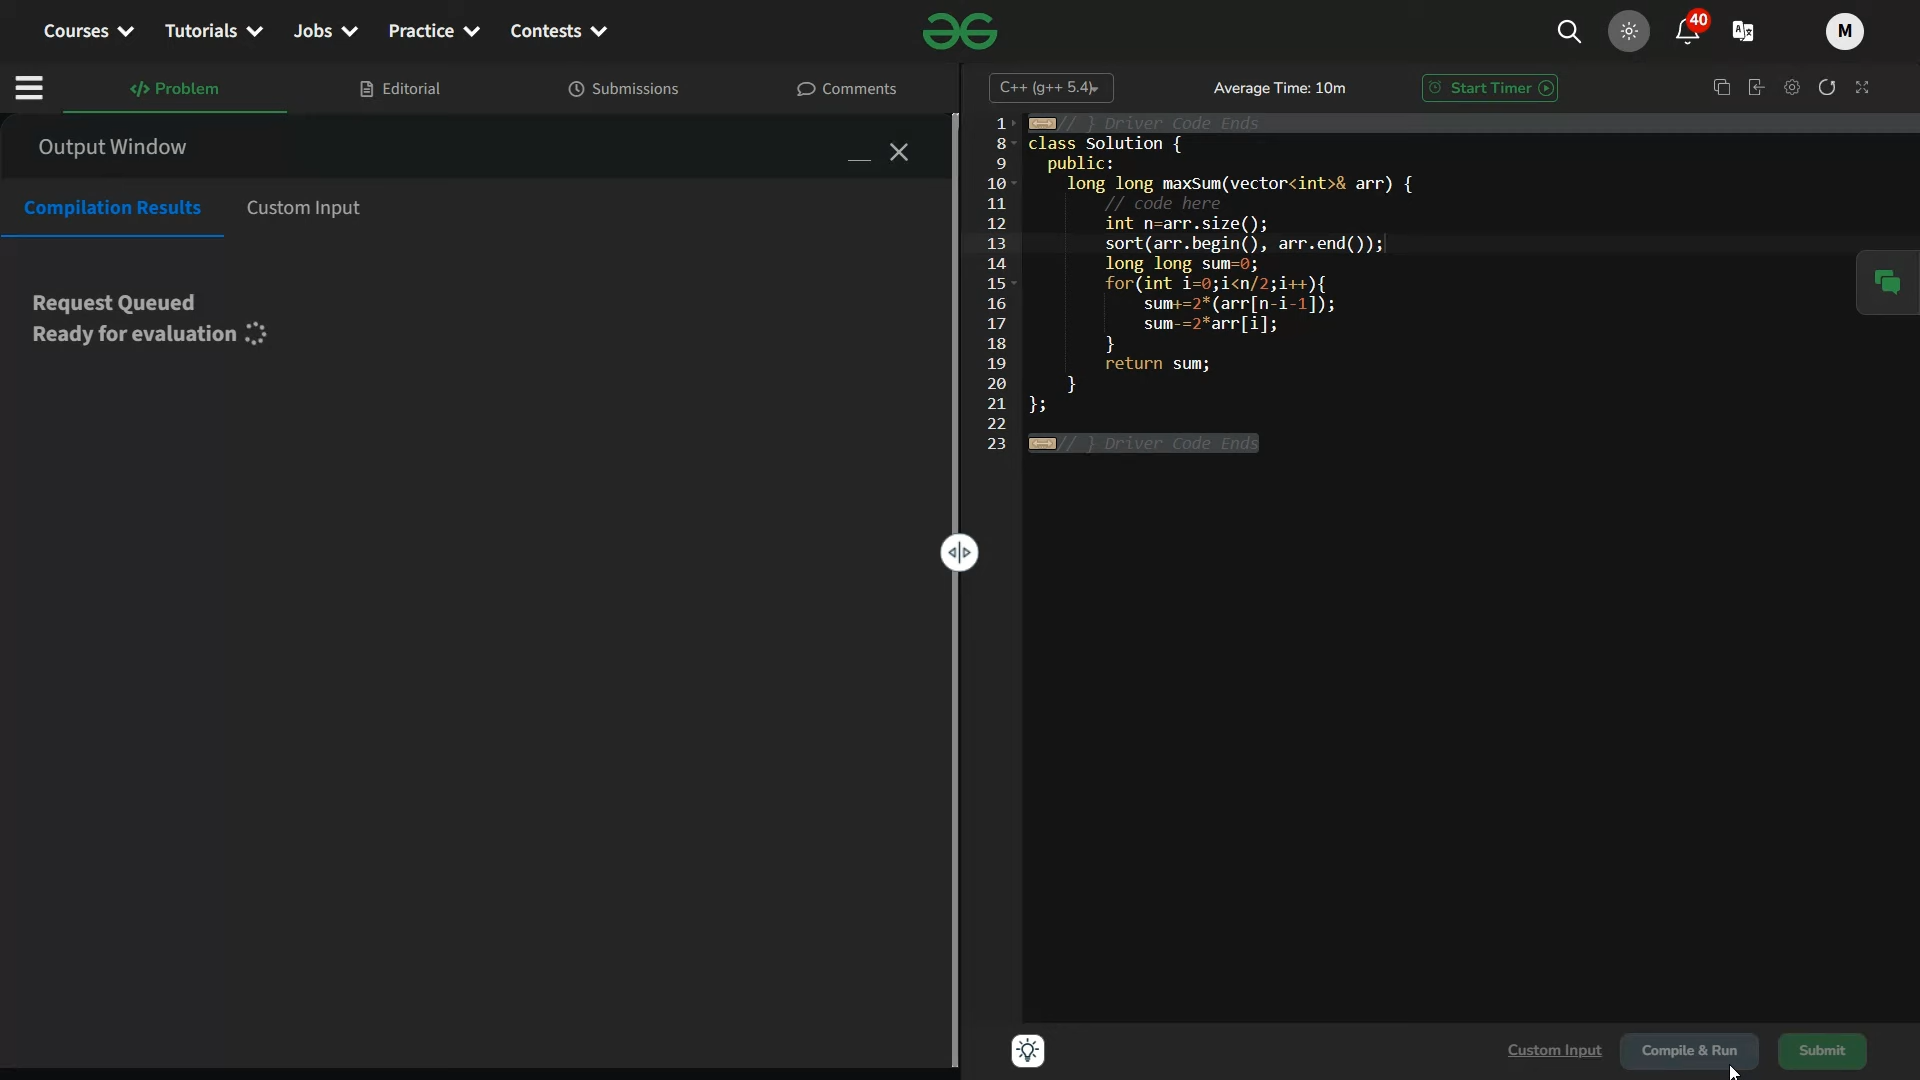 Courses Tutorials Jobs Practice Contests
40
M
</> Problem Editorial Submissions Comments
C++ (g++ 5.4) Average Time: 10m Start Timer
Output Window
Compilation Results Custom Input
Request Queued
Ready for evaluation
1 // } Driver Code Ends
8 class Solution {
9 public:
10 long long maxSum(vector<int>& arr) {
11 // code here
12 int n=arr.size();
13 sort(arr.begin(), arr.end());
14 long long sum=0;
15 for(int i=0;i<n/2;i++){
16 sum+=2*(arr[n-i-1]);
17 sum-=2*arr[i];
18 }
19 return sum;
20 }
21 };
22
23 // } Driver Code Ends
Custom Input Compile & Run Submit